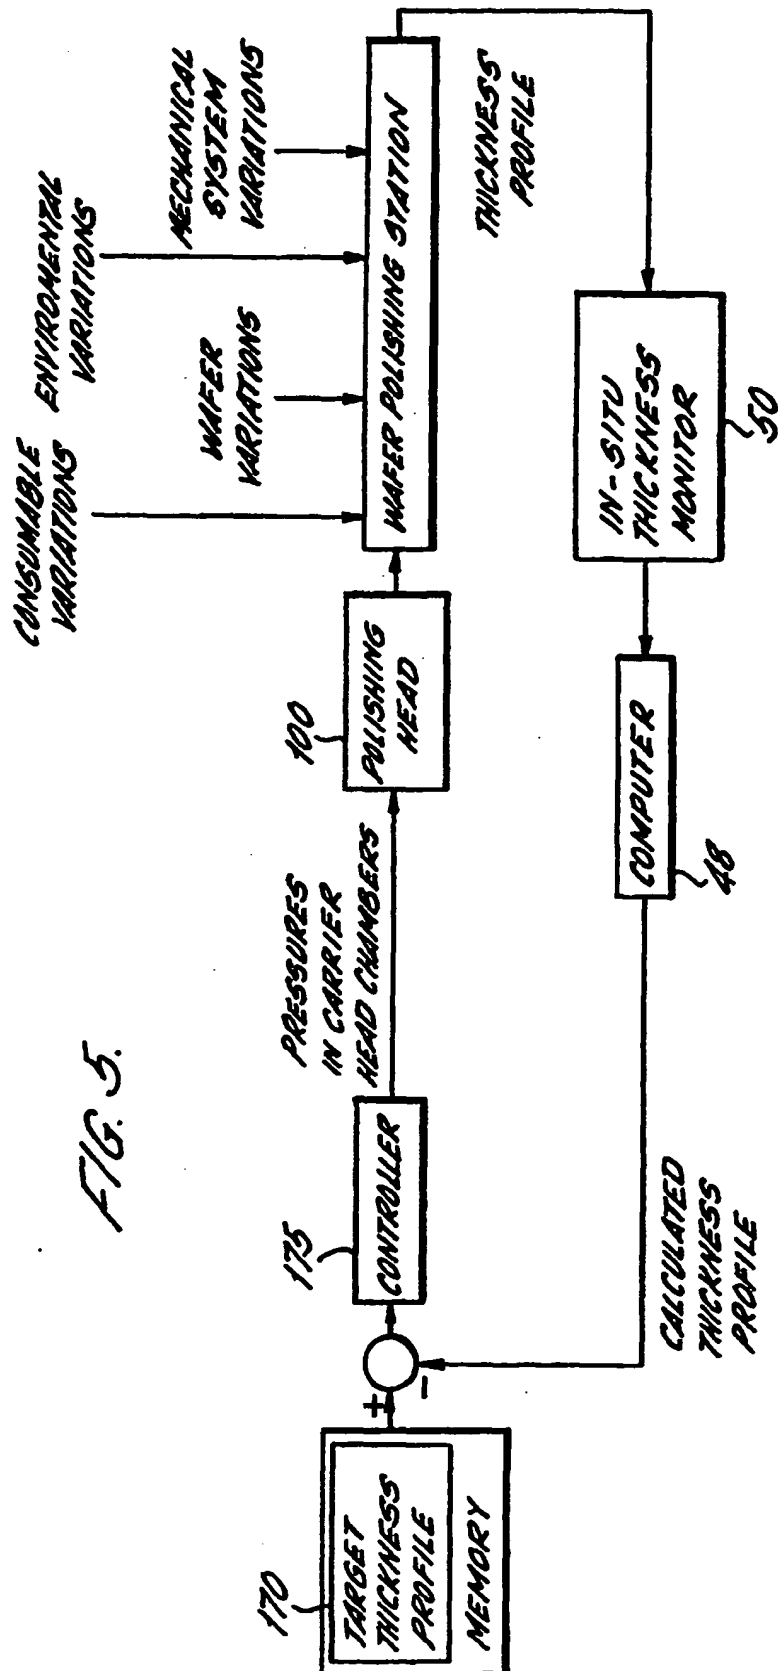 FIG. 5.
CONSUMABLE
VARIATIONS
ENVIROMENTAL
VARIATIONS
WAFER
VARIATIONS
MECHANICAL
SYSTEM
VARIATIONS
170
TARGET
THICKNESS
PROFILE
MEMORY
+
-
175
CONTROLLER
PRESSURES
IN CARRIER
HEAD CHAMBERS
100
POLISHING
HEAD
WAFER POLISHING STATION
THICKNESS
PROFILE
IN-SITU
THICKNESS
MONITOR
50
COMPUTER
48
CALCULATED
THICKNESS
PROFILE